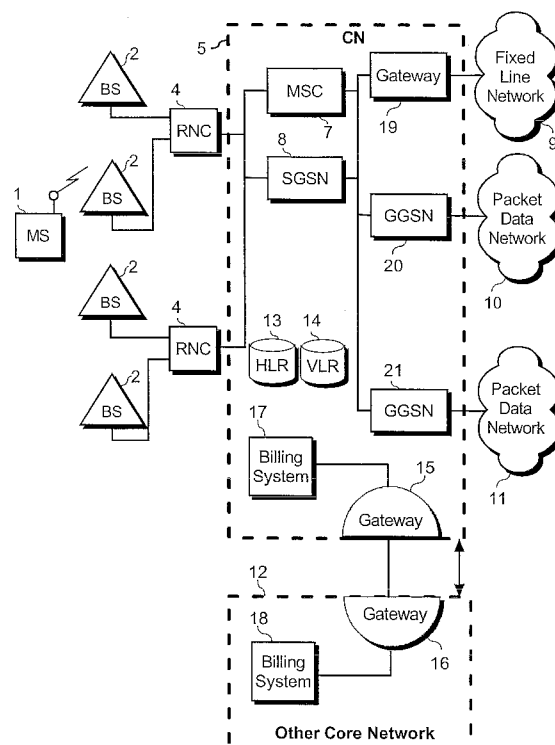 5
CN
2
BS
4
RNC
MSC
7
Gateway
19
Fixed
Line
Network
9
8
SGSN
2
BS
1
MS
GGSN
20
Packet
Data
Network
10
2
BS
4
RNC
13
HLR
14
VLR
2
BS
21
GGSN
Packet
Data
Network
11
17
Billing
System
15
Gateway
12
Gateway
16
18
Billing
System
Other Core Network